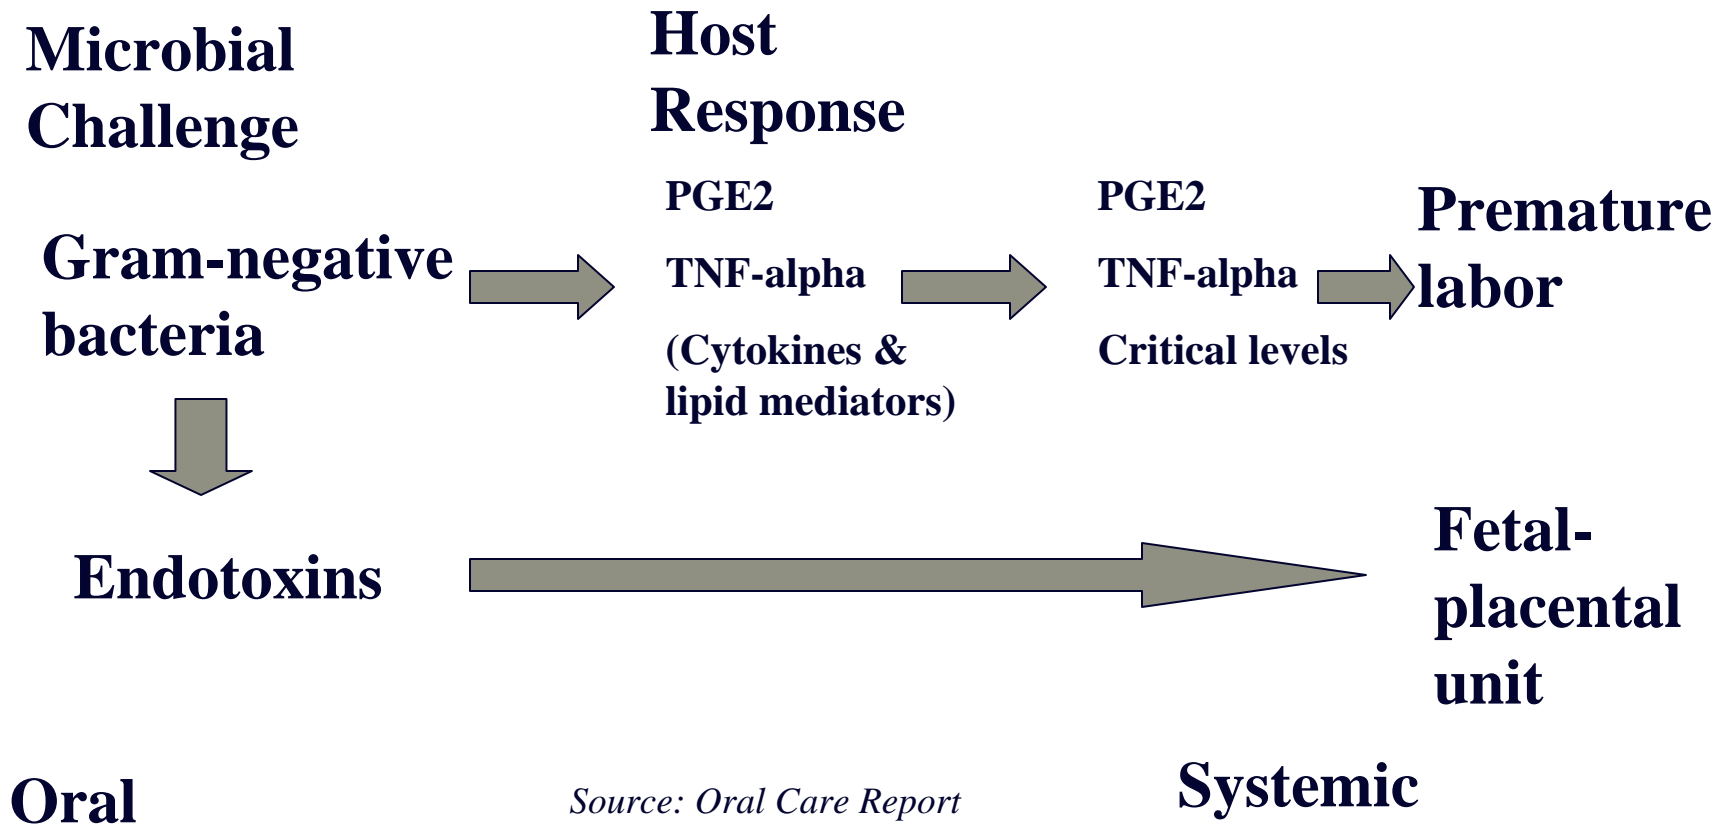 Microbial
Challenge
Host
Response
Gram-negative
bacteria
PGE2
TNF-alpha
(Cytokines &
lipid mediators)
PGE2
TNF-alpha
Critical levels
Premature
labor
Endotoxins
Fetal-
placental
unit
Oral
Source: Oral Care Report
Systemic